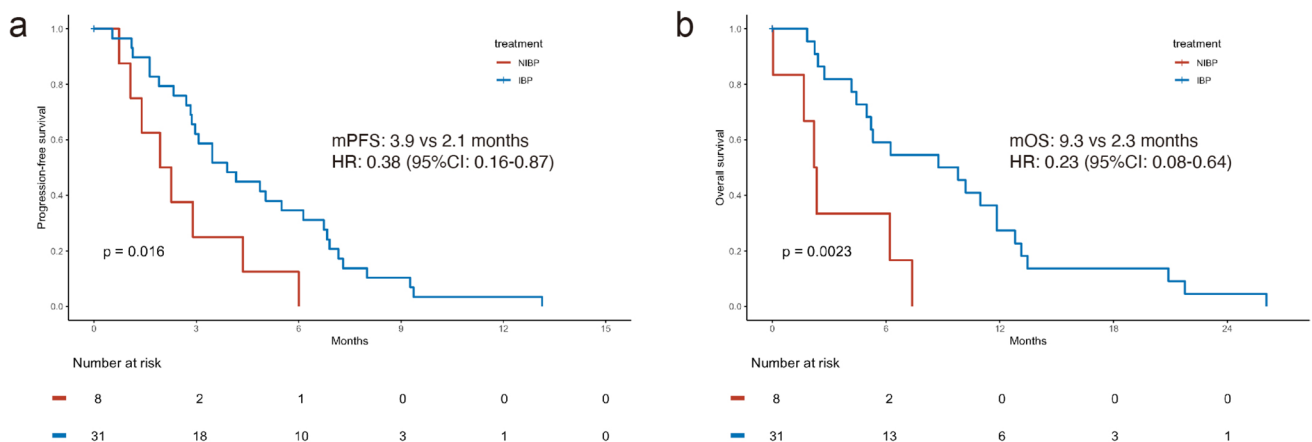 a
treatment
NIBP
IBP
mPFS: 3.9 vs 2.1 months
HR: 0.38 (95%CI: 0.16-0.87)
p = 0.016
Progression-free survival
1.0
0.8
0.6
0.4
0.2
0.0
0 3 6 9 12 15
Months
Number at risk
8 2 1 0 0 0
31 18 10 3 1 0
b
treatment
NIBP
IBP
mOS: 9.3 vs 2.3 months
HR: 0.23 (95%CI: 0.08-0.64)
p = 0.0023
Overall survival
1.0
0.8
0.6
0.4
0.2
0.0
0 6 12 18 24
Months
Number at risk
8 2 0 0 0
31 13 6 3 1